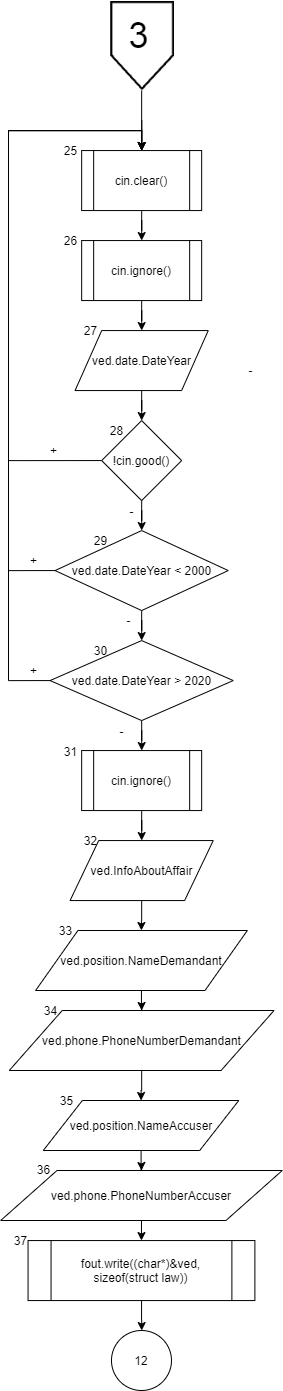 3
25
cin.clear()
26
cin.ignore()
27
ved.date.DateYear
-
28
+
!cin.good()
-
29
+
ved.date.DateYear < 2000
-
30
+
ved.date.DateYear > 2020
-
31
cin.ignore()
32
ved.InfoAboutAffair
33
ved.position.NameDemandant
34
ved.phone.PhoneNumberDemandant
35
ved.position.NameAccuser
36
ved.phone.PhoneNumberAccuser
37
fout.write((char*)&ved,
sizeof(struct law))
12